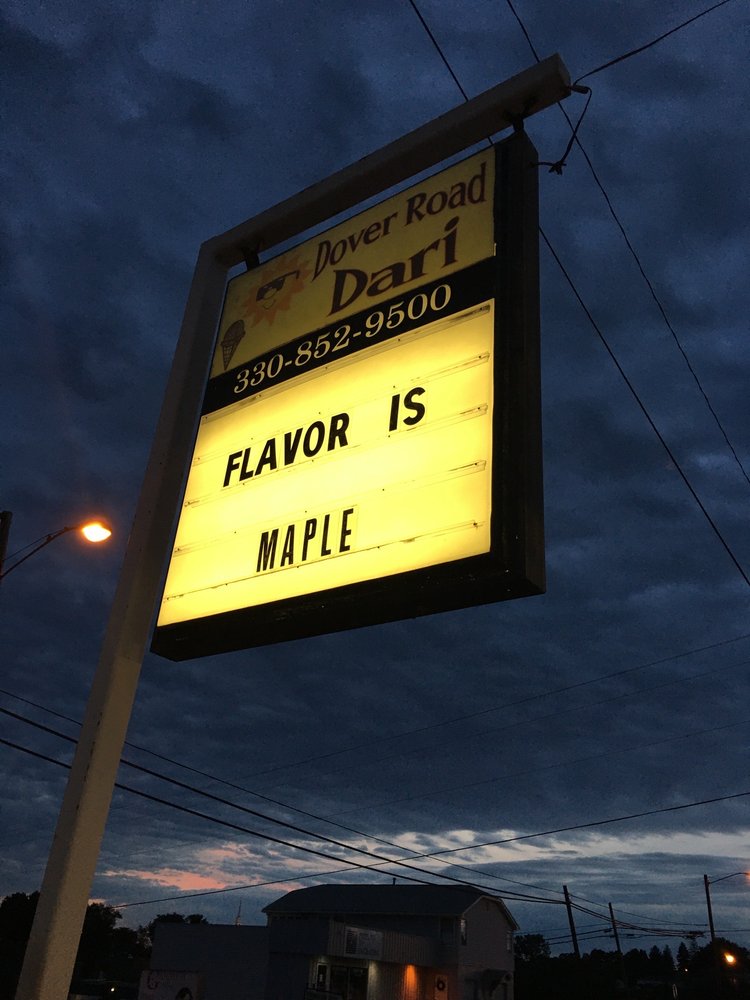 Dover Road
Dari
330-852-9500
FLAVOR IS
MAPLE